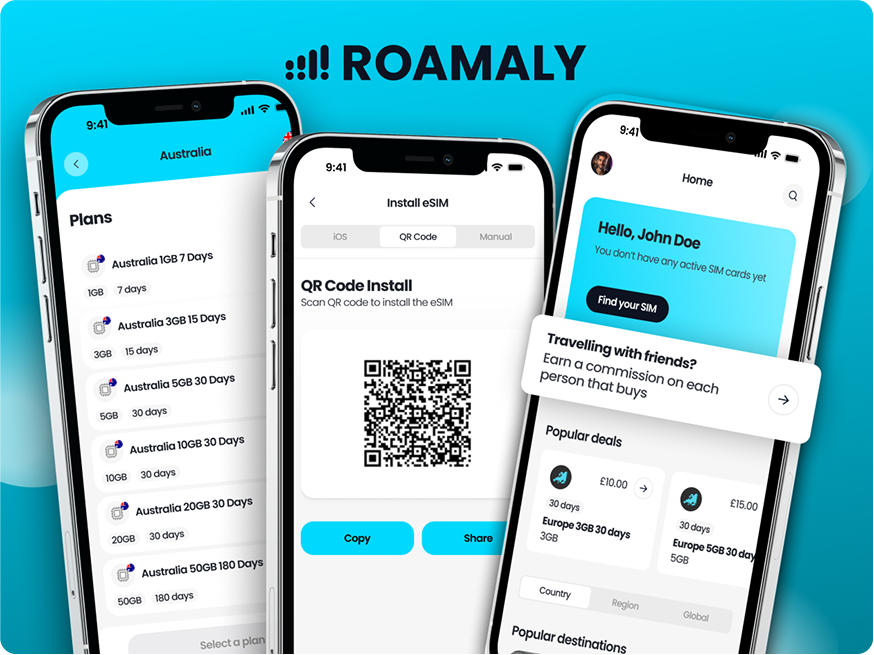 ROAMALY
9:41
Australia
Plans
Australia 1GB 7 Days
1GB 7 days
Australia 3GB 15 Days
3GB 15 days
Australia 5GB 30 Days
5GB 30 days
Australia 10GB 30 Days
10GB 30 days
Australia 20GB 30 Days
20GB 30 days
Australia 50GB 180 Days
50GB 180 days
Select a plan
9:41
Install eSIM
iOS QR Code Manual
QR Code Install
Scan QR code to install the eSIM
Copy Share
9:41
Home
Hello, John Doe
You don't have any active SIM cards yet
Find your SIM
Travelling with friends?
Earn a commission on each
person that buys
Popular deals
£10.00
30 days
Europe 3GB 30 days
3GB
£15.00
30 days
Europe 5GB 30 day
5GB
Country Region Global
Popular destinations